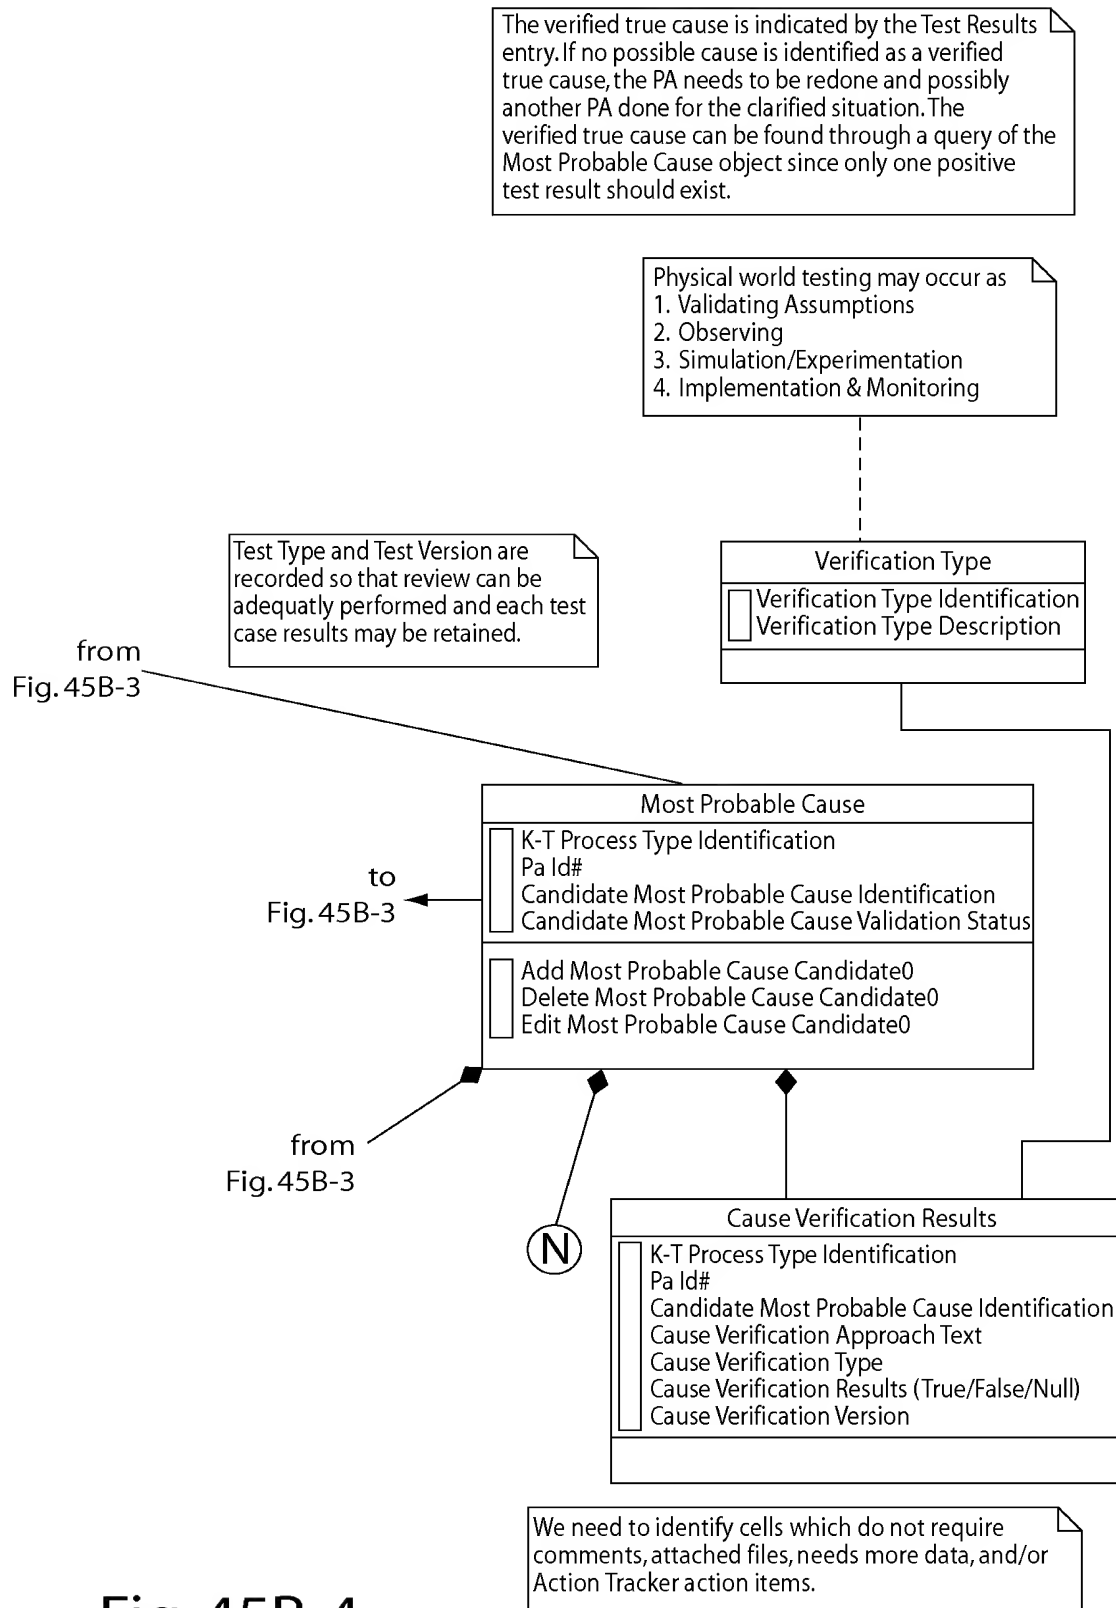 The verified true cause is indicated by the Test Results
entry. If no possible cause is identified as a verified
true cause, the PA needs to be redone and possibly
another PA done for the clarified situation. The
verified true cause can be found through a query of the
Most Probable Cause object since only one positive
test result should exist.
Physical world testing may occur as
1. Validating Assumptions
2. Observing
3. Simulation/Experimentation
4. Implementation & Monitoring
Test Type and Test Version are
recorded so that review can be
adequatly performed and each test
case results may be retained.
Verification Type
Verification Type Identification
Verification Type Description
from
Fig. 45B-3
Most Probable Cause
K-T Process Type Identification
Pa Id#
Candidate Most Probable Cause Identification
Candidate Most Probable Cause Validation Status
to
Fig. 45B-3
Add Most Probable Cause Candidate0
Delete Most Probable Cause Candidate0
Edit Most Probable Cause Candidate0
from
Fig. 45B-3
N
Cause Verification Results
K-T Process Type Identification
Pa Id#
Candidate Most Probable Cause Identification
Cause Verification Approach Text
Cause Verification Type
Cause Verification Results (True/False/Null)
Cause Verification Version
We need to identify cells which do not require
comments, attached files, needs more data, and/or
Action Tracker action items.
Fig. 45B-4